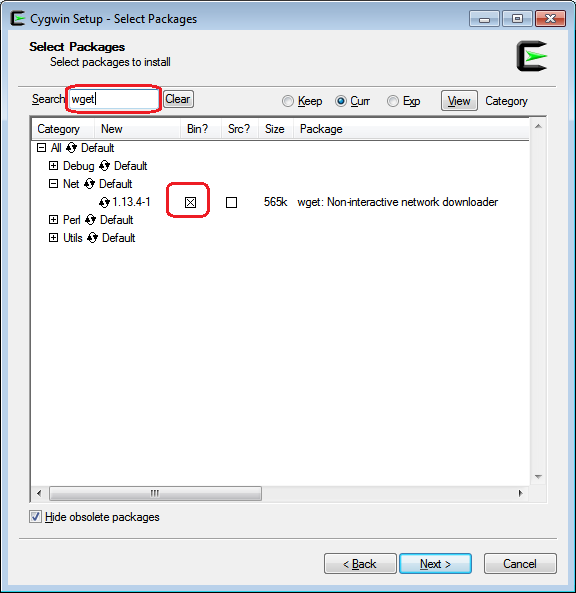 Cygwin Setup - Select Packages
Select Packages
Select packages to install
Search wget Clear Keep Curr Exp View Category
Category New Bin? Src? Size Package
All Default
Debug Default
Net Default
1.13.4-1 565k wget: Non-interactive network downloader
Perl Default
Utils Default
Hide obsolete packages
< Back Next > Cancel